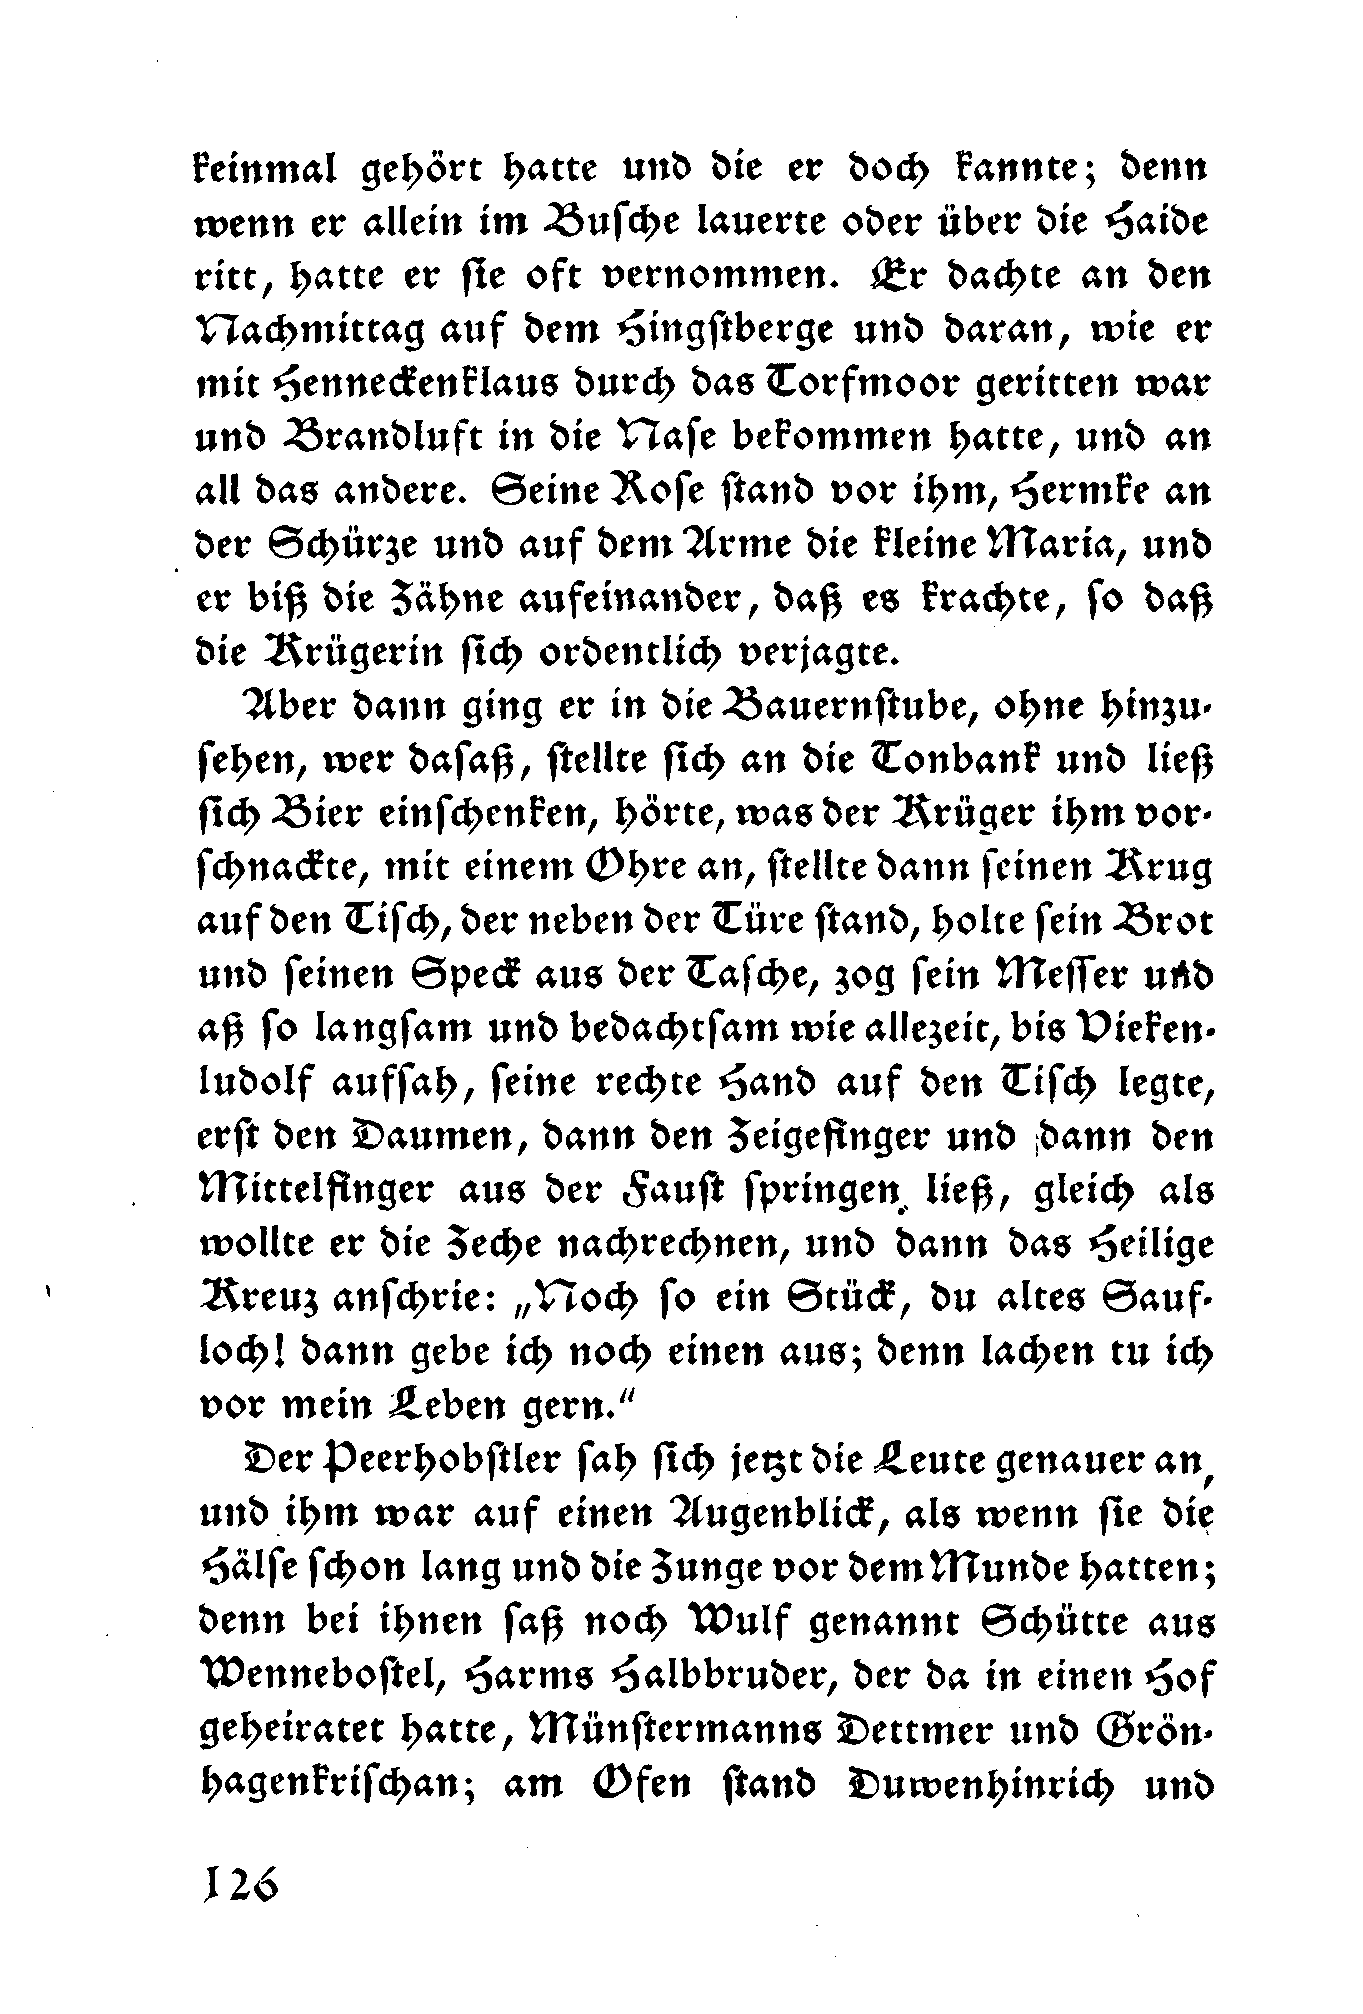 keinmal gehört hatte und die er doch kannte; denn
wenn er allein im Busche lauerte oder über die Haide
ritt, hatte er sie oft vernommen. Er dachte an den
Nachmittag auf dem Hingstberge und daran, wie er
mit Henneckenklaus durch das Torfmoor geritten war
und Brandluft in die Nase bekommen hatte, und an
all das andere. Seine Rose stand vor ihm, Hermke an
der Schürze und auf dem Arme die kleine Maria, und
er biß die Zähne aufeinander, daß es krachte, so daß
die Krügerin sich ordentlich verjagte.
Aber dann ging er in die Bauernstube, ohne hinzu-
sehen, wer dasaß, stellte sich an die Tonbank und ließ
sich Bier einschenken, hörte, was der Krüger ihm vor-
schnackte, mit einem Ohre an, stellte dann seinen Krug
auf den Tisch, der neben der Türe stand, holte sein Brot
und seinen Speck aus der Tasche, zog sein Messer und
aß so langsam und bedachtsam wie allezeit, bis Vieken-
ludolf aufsah, seine rechte Hand auf den Tisch legte,
erst den Daumen, dann den Zeigefinger und dann den
Mittelfinger aus der Faust springen ließ, gleich als
wollte er die Zeche nachrechnen, und dann das Heilige
Kreuz anschrie: „Noch so ein Stück, du altes Sauf-
loch! dann gebe ich noch einen aus; denn lachen tu ich
vor mein Leben gern.“
Der Peerhobstler sah sich jetzt die Leute genauer an,
und ihm war auf einen Augenblick, als wenn sie die
Hälse schon lang und die Zunge vor dem Munde hatten;
denn bei ihnen saß noch Wulf genannt Schütte aus
Wennebostel, Harms Halbbruder, der da in einen Hof
geheiratet hatte, Münstermanns Dettmer und Grön-
hagenkrischan; am Ofen stand Duwenhinrich und
126